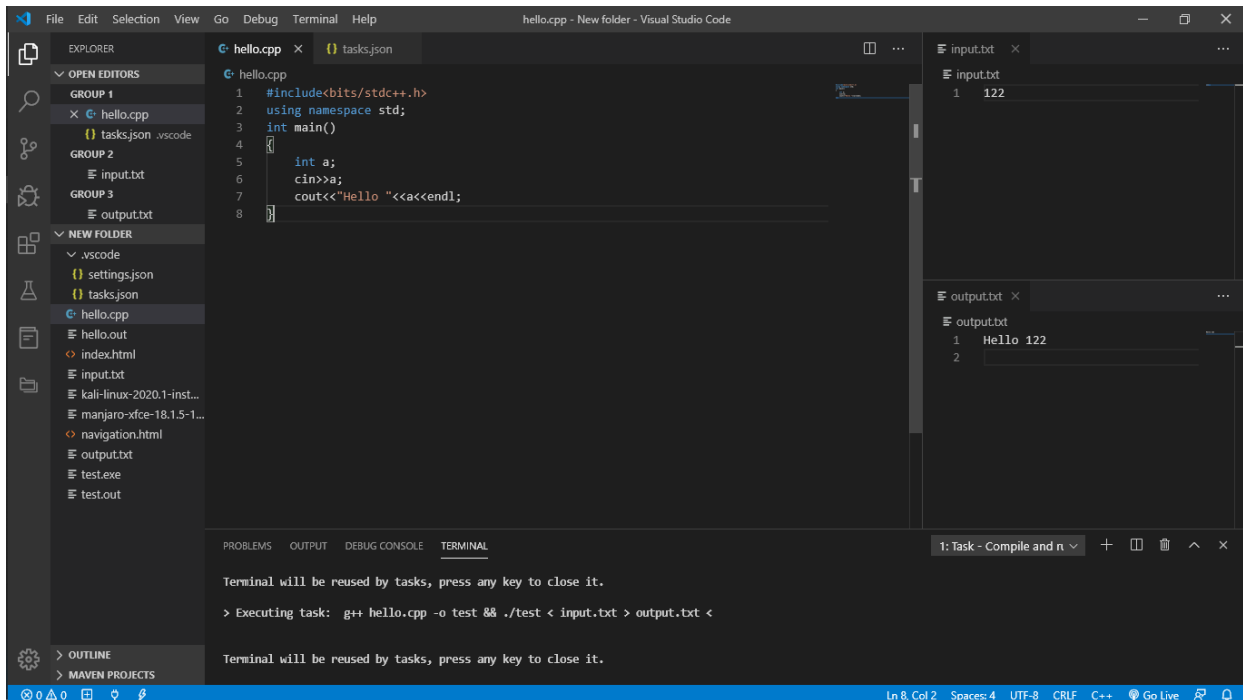 File Edit Selection View Go Debug Terminal Help
hello.cpp - New folder - Visual Studio Code
EXPLORER
OPEN EDITORS
GROUP 1
hello.cpp
tasks.json .vscode
GROUP 2
input.txt
GROUP 3
output.txt
NEW FOLDER
.vscode
settings.json
tasks.json
hello.cpp
hello.out
index.html
input.txt
kali-linux-2020.1-inst...
manjaro-xfce-18.1.5-1...
navigation.html
output.txt
test.exe
test.out
OUTLINE
MAVEN PROJECTS
hello.cpp
tasks.json
hello.cpp
1 #include<bits/stdc++.h>
2 using namespace std;
3 int main()
4 {
5 int a;
6 cin>>a;
7 cout<<"Hello "<<a<<endl;
8 }
input.txt
input.txt
1 122
output.txt
output.txt
1 Hello 122
2
PROBLEMS OUTPUT DEBUG CONSOLE TERMINAL
1: Task - Compile and
Terminal will be reused by tasks, press any key to close it.
> Executing task: g++ hello.cpp -o test && ./test < input.txt > output.txt <
Terminal will be reused by tasks, press any key to close it.
0 0
Ln 8, Col 2 Spaces: 4 UTF-8 CRLF C++ Go Live